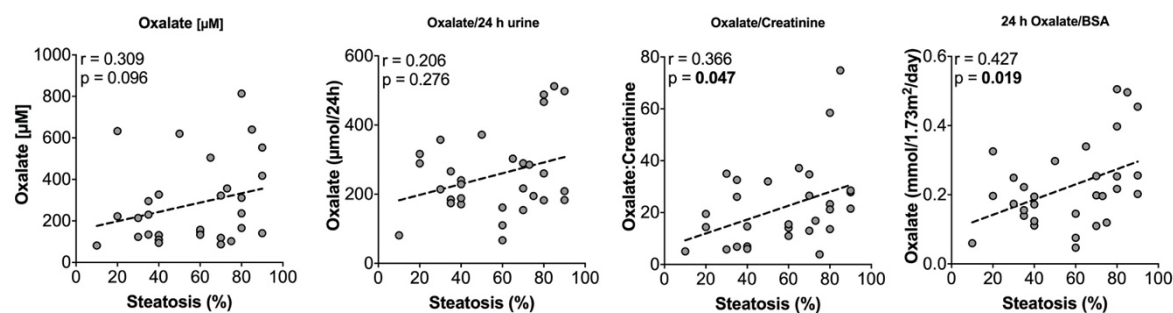 Oxalate [µM]
r = 0.309
p = 0.096
Oxalate [µM]
1000
800
600
400
200
0
0 20 40 60 80 100
Steatosis (%)
Oxalate/24 h urine
r = 0.206
p = 0.276
Oxalate (µmol/24h)
600
400
200
0
0 20 40 60 80 100
Steatosis (%)
Oxalate/Creatinine
r = 0.366
p = 0.047
Oxalate:Creatinine
80
60
40
20
0
0 20 40 60 80 100
Steatosis (%)
24 h Oxalate/BSA
r = 0.427
p = 0.019
Oxalate (mmol/1.73m²/day)
0.6
0.4
0.2
0.0
0 20 40 60 80 100
Steatosis (%)